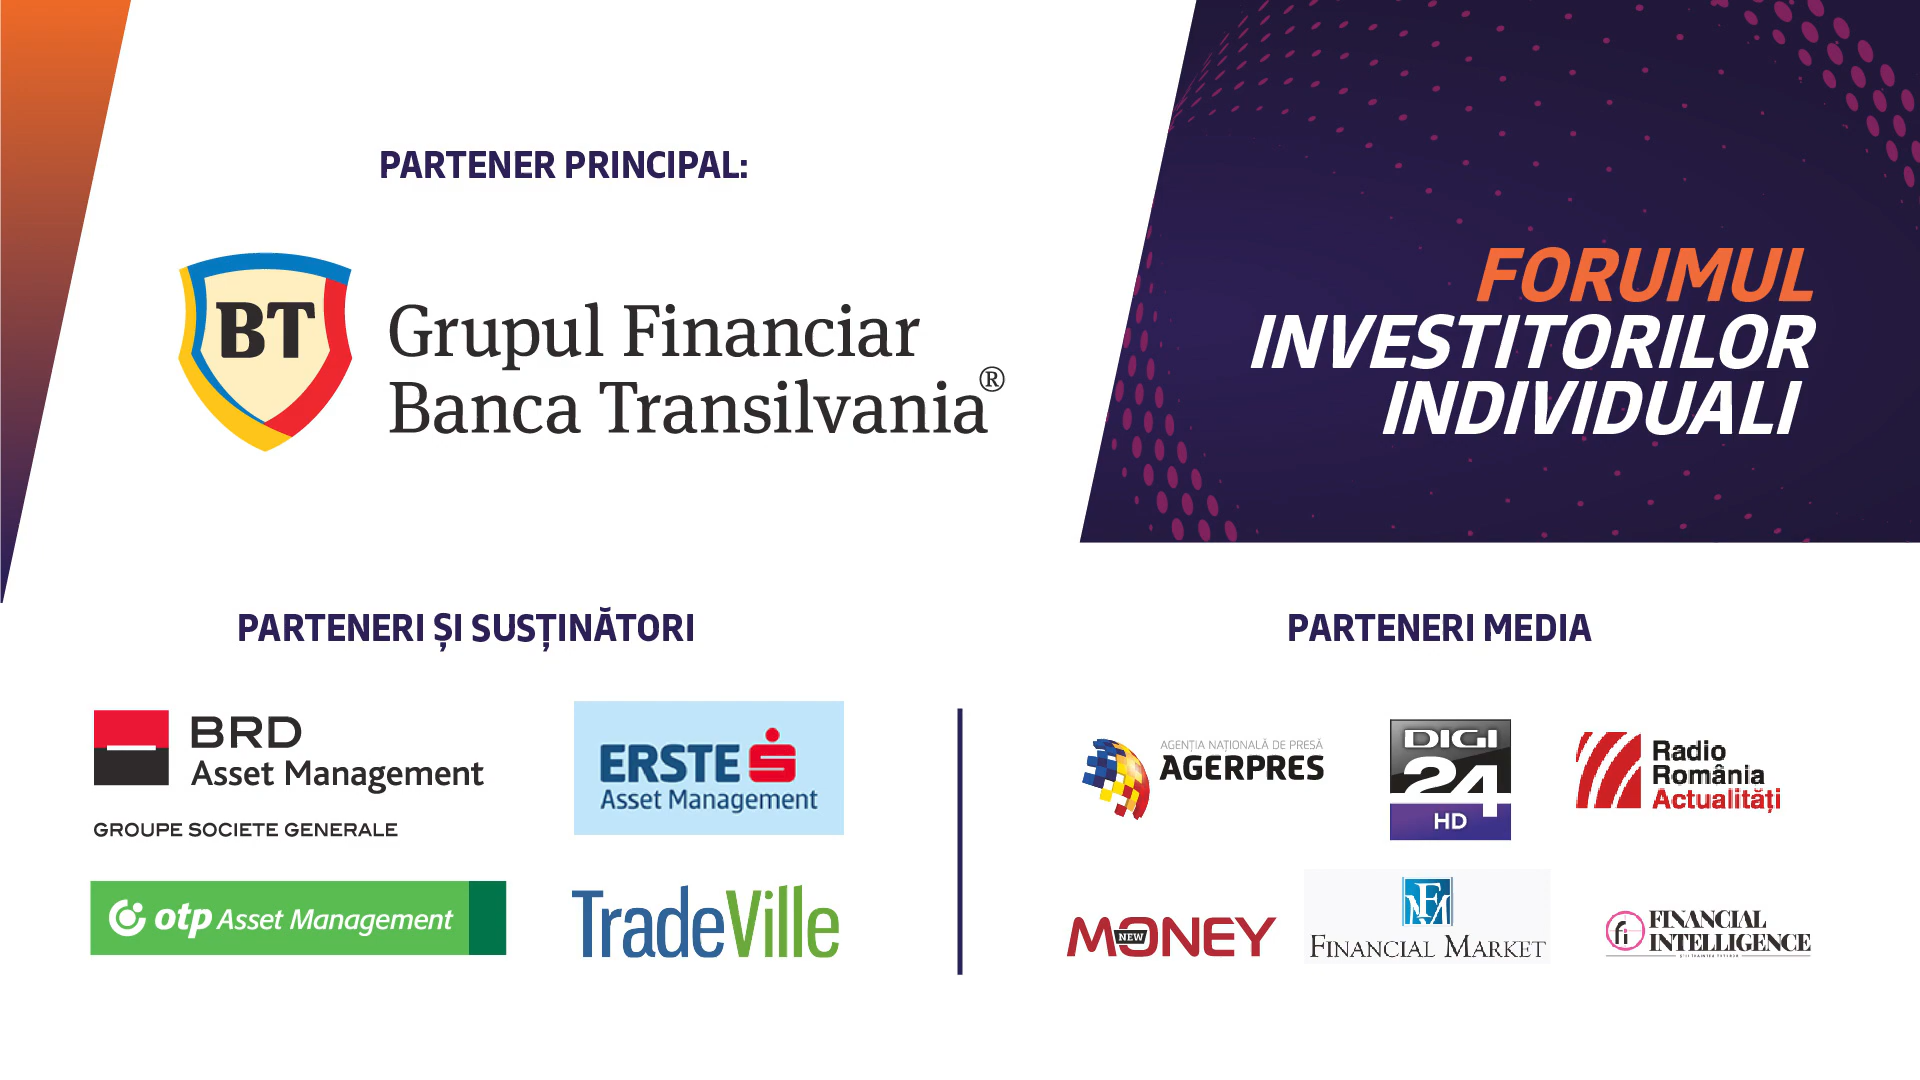 PARTENER PRINCIPAL:
BT
Grupul Financiar
Banca Transilvania®
FORUMUL
INVESTITORILOR
INDIVIDUALI
PARTENERI ȘI SUSȚINĂTORI
BRD
Asset Management
GROUPE SOCIETE GENERALE
ERSTE
Asset Management
otp Asset Management
TradeVille
PARTENERI MEDIA
AGENȚIA NAȚIONALĂ DE PRESĂ
AGERPRES
DIGI
24
HD
Radio
România
Actualități
MONEY
NEW
FM
FINANCIAL MARKET
fi
FINANCIAL
INTELLIGENCE